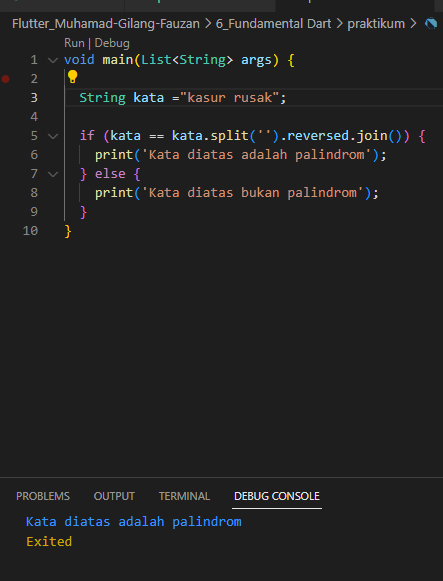 Flutter_Muhamad-Gilang-Fauzan > 6_Fundamental Dart > praktikum >
Run | Debug
1 void main(List<String> args) {
2
3 String kata ="kasur rusak";
4
5 if (kata == kata.split('').reversed.join()) {
6 print('Kata diatas adalah palindrom');
7 } else {
8 print('Kata diatas bukan palindrom');
9 }
10 }
PROBLEMS OUTPUT TERMINAL DEBUG CONSOLE
Kata diatas adalah palindrom
Exited